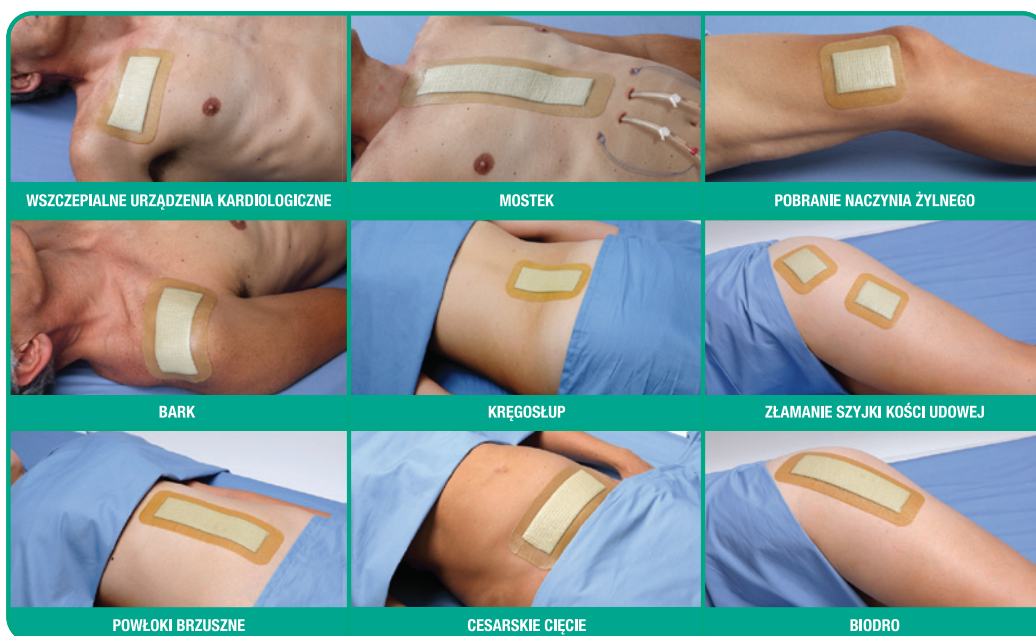 WSZCZEPIALNE URZĄDZENIA KARDIOLOGICZNE
MOSTEK
POBRANIE NACZYNIA ŻYLNEGO
BARK
KRĘGOSŁUP
ZŁAMANIE SZYJKI KOŚCI UDOWEJ
POWŁOKI BRZUSZNE
CESARSKIE CIĘCIE
BIODRO